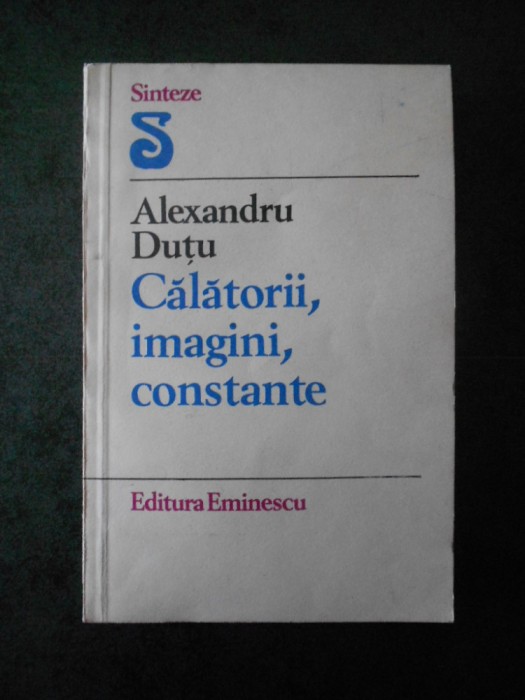 Sinteze
S
Alexandru
Duțu
Călătorii,
imagini,
constante
Editura Eminescu